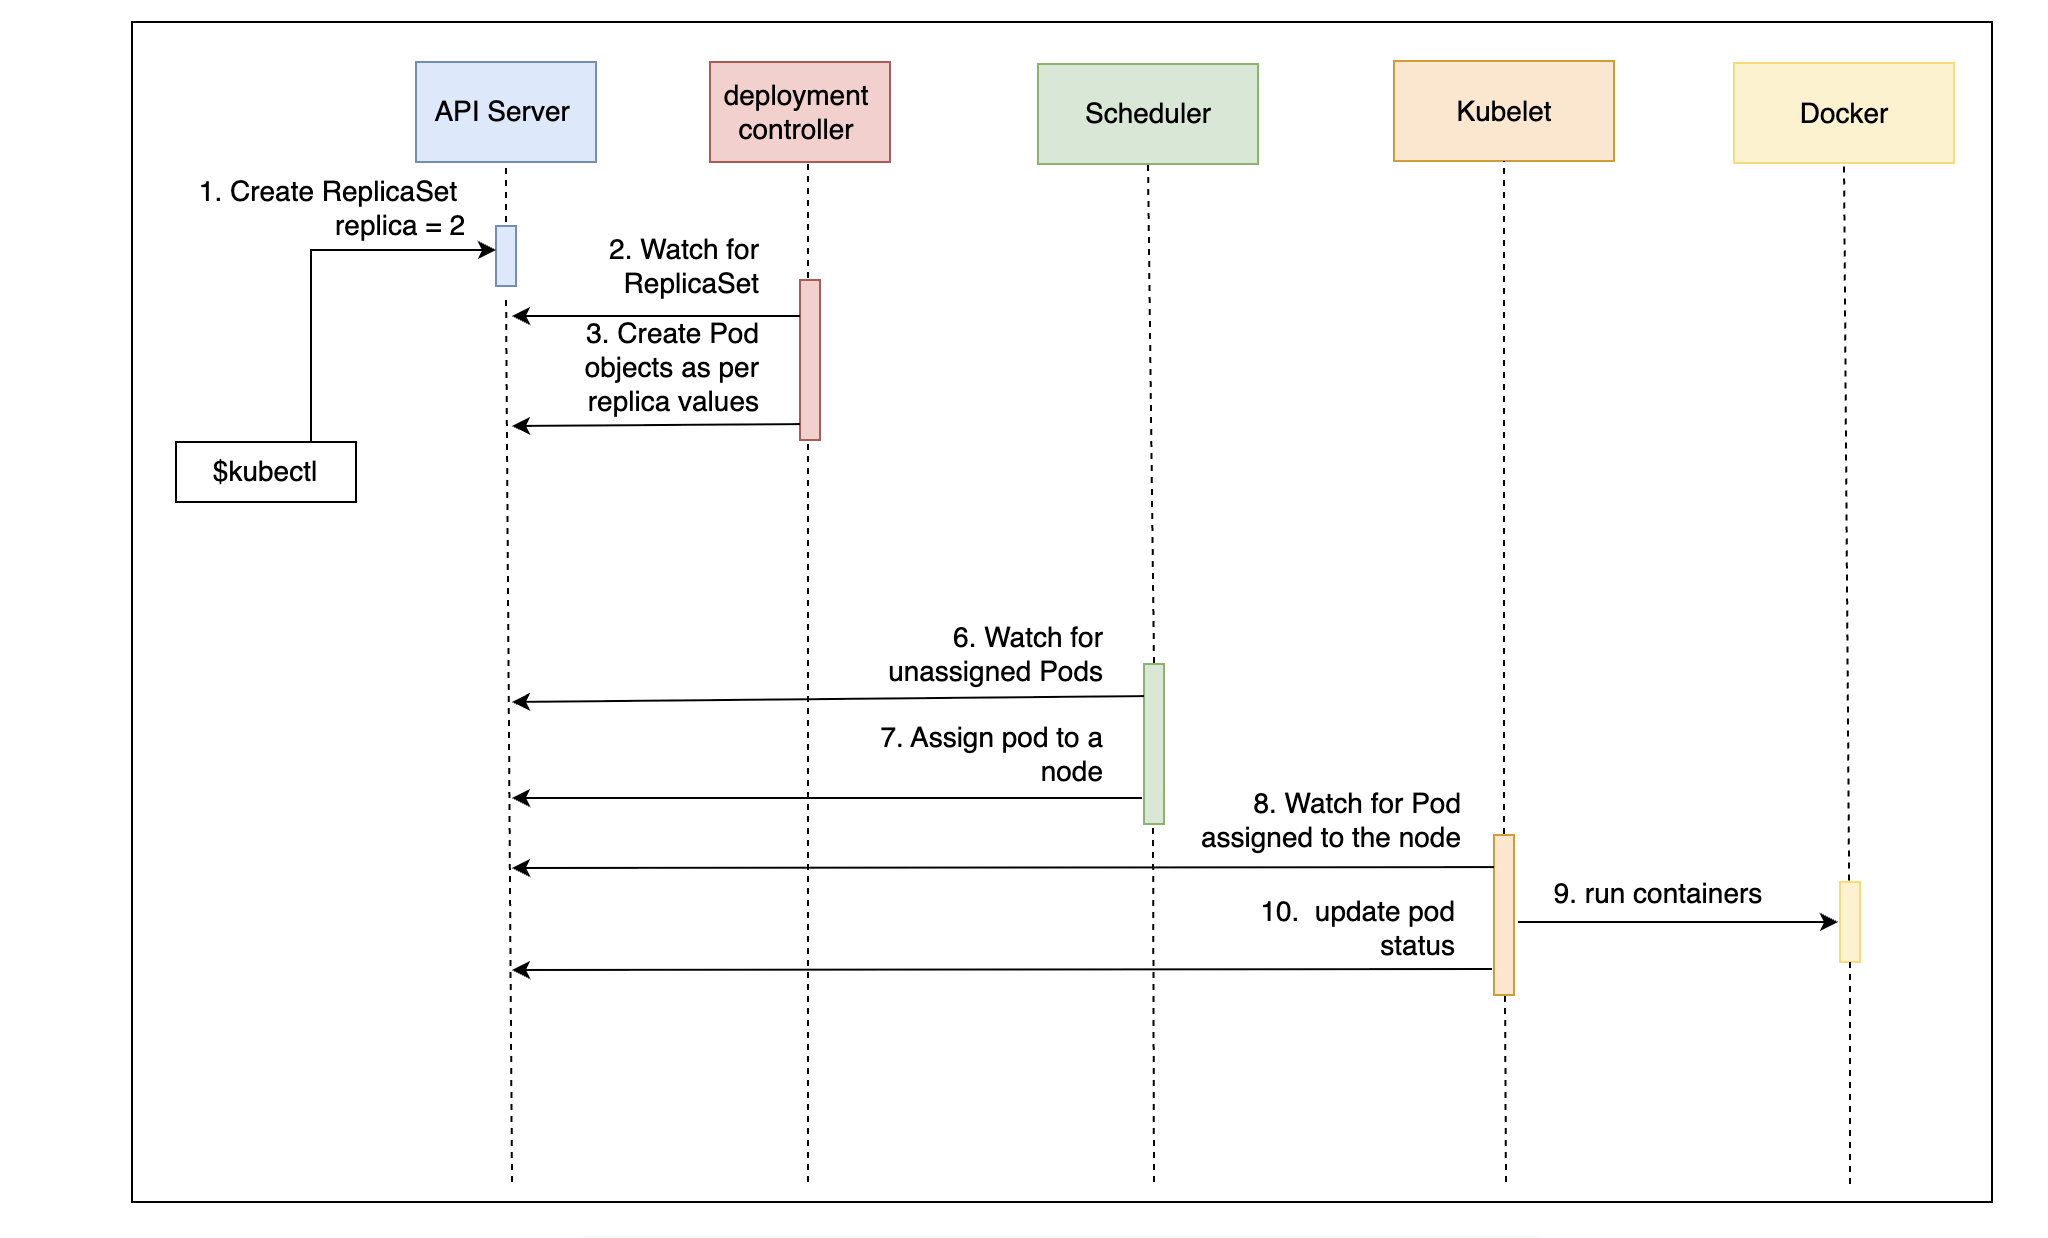 API Server
deployment
controller
Scheduler
Kubelet
Docker
1. Create ReplicaSet
replica = 2
2. Watch for
ReplicaSet
3. Create Pod
objects as per
replica values
$kubectl
6. Watch for
unassigned Pods
7. Assign pod to a
node
8. Watch for Pod
assigned to the node
9. run containers
10.  update pod
status